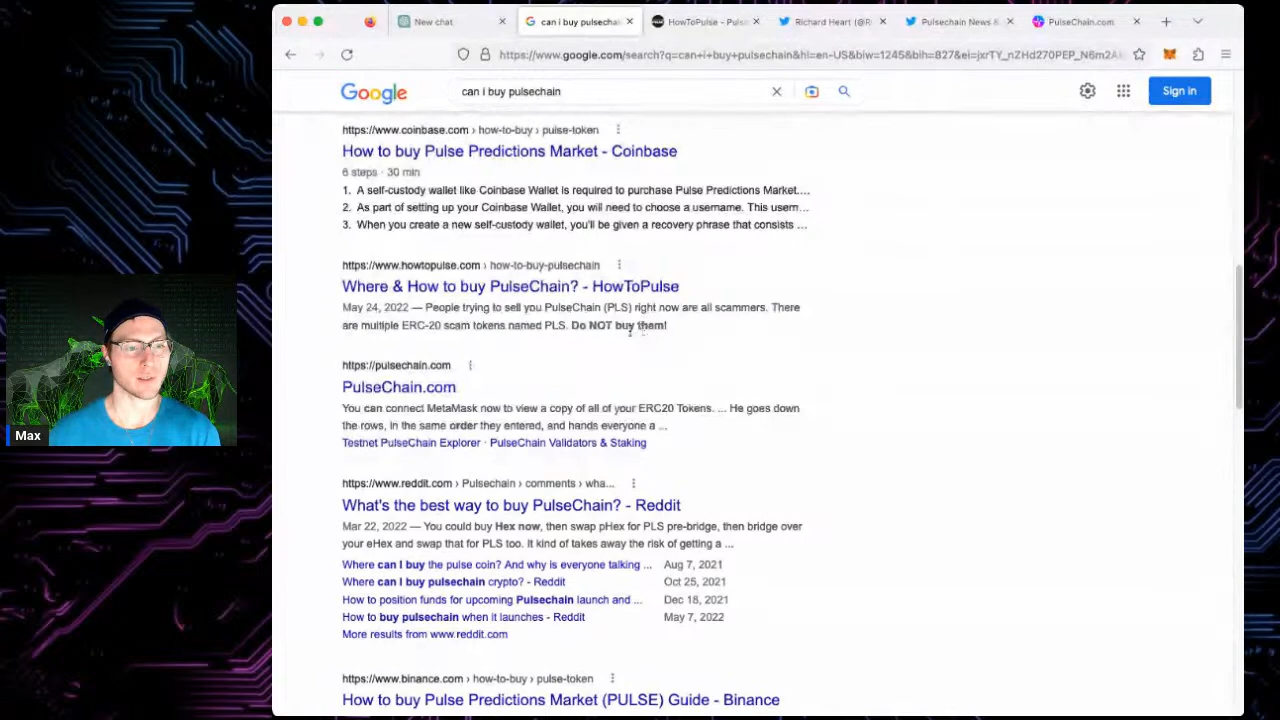 New chat
can i buy pulsechai
HowToPulse - Puls
Richard Heart (@R
Pulsechain News &
PulseChain.com
https://www.google.com/search?q=can+i+buy+pulsechain&hl=en-US&biw=1245&bih=827&ei=jxrTY_nZHd270PEP_N6m2A
Google
can i buy pulsechain
Sign in
https://www.coinbase.com › how-to-buy › pulse-token
How to buy Pulse Predictions Market - Coinbase
6 steps · 30 min
1. A self-custody wallet like Coinbase Wallet is required to purchase Pulse Predictions Market....
2. As part of setting up your Coinbase Wallet, you will need to choose a username. This usern...
3. When you create a new self-custody wallet, you'll be given a recovery phrase that consists ...
https://www.howtopulse.com › how-to-buy-pulsechain
Where & How to buy PulseChain? - HowToPulse
May 24, 2022 — People trying to sell you PulseChain (PLS) right now are all scammers. There
are multiple ERC-20 scam tokens named PLS. Do NOT buy them!
https://pulsechain.com
PulseChain.com
You can connect MetaMask now to view a copy of all of your ERC20 Tokens. ... He goes down
the rows, in the same order they entered, and hands everyone a ...
Testnet PulseChain Explorer · PulseChain Validators & Staking
https://www.reddit.com › Pulsechain › comments › wha...
What's the best way to buy PulseChain? - Reddit
Mar 22, 2022 — You could buy Hex now, then swap pHex for PLS pre-bridge, then bridge over
your eHex and swap that for PLS too. It kind of takes away the risk of getting a ...
Where can I buy the pulse coin? And why is everyone talking ... Aug 7, 2021
Where can I buy pulsechain crypto? - Reddit Oct 25, 2021
How to position funds for upcoming Pulsechain launch and ... Dec 18, 2021
How to buy pulsechain when it launches - Reddit May 7, 2022
More results from www.reddit.com
https://www.binance.com › how-to-buy › pulse-token
How to buy Pulse Predictions Market (PULSE) Guide - Binance
Max